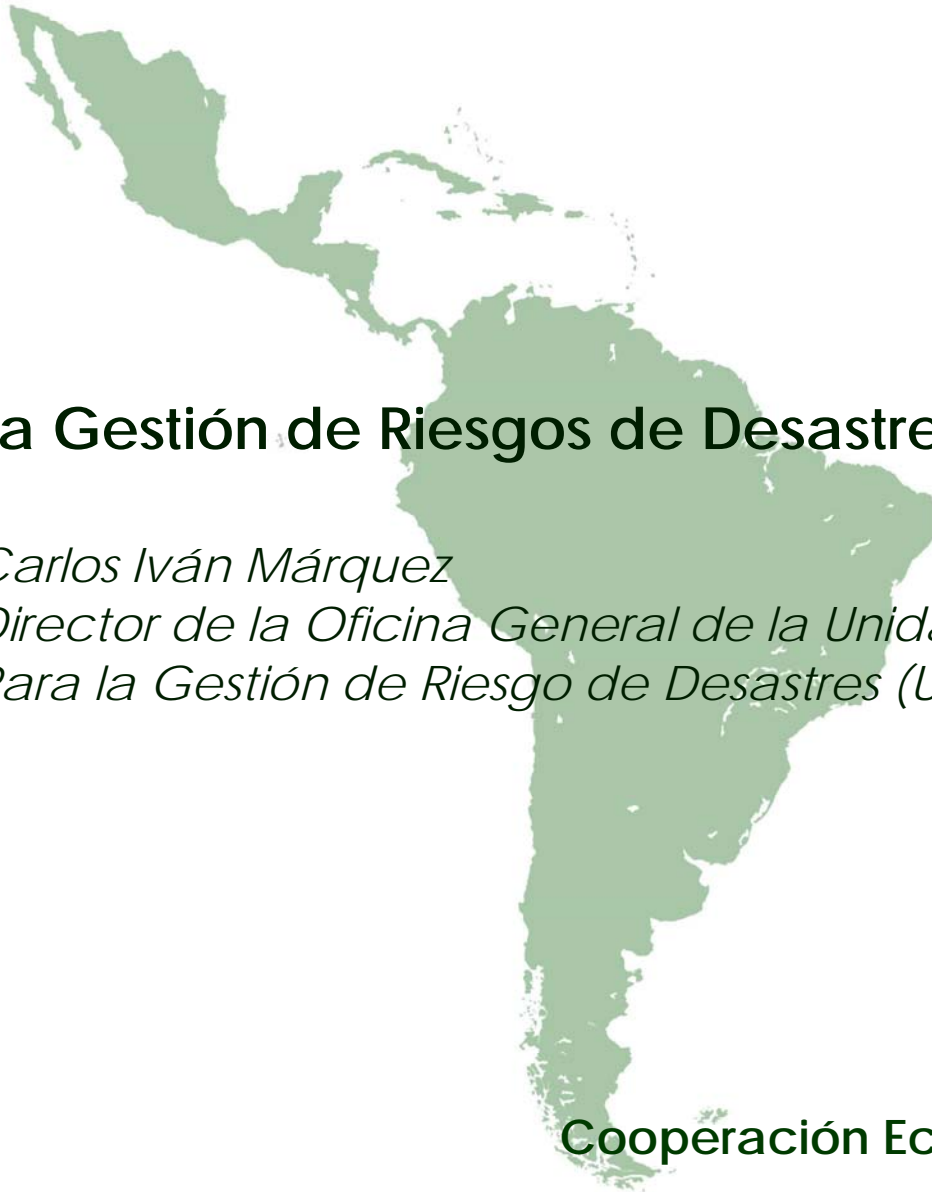 a Gestión de Riesgos de Desastre
Carlos Iván Márquez
Director de la Oficina General de la Unida
Para la Gestión de Riesgo de Desastres (U
Cooperación Ec